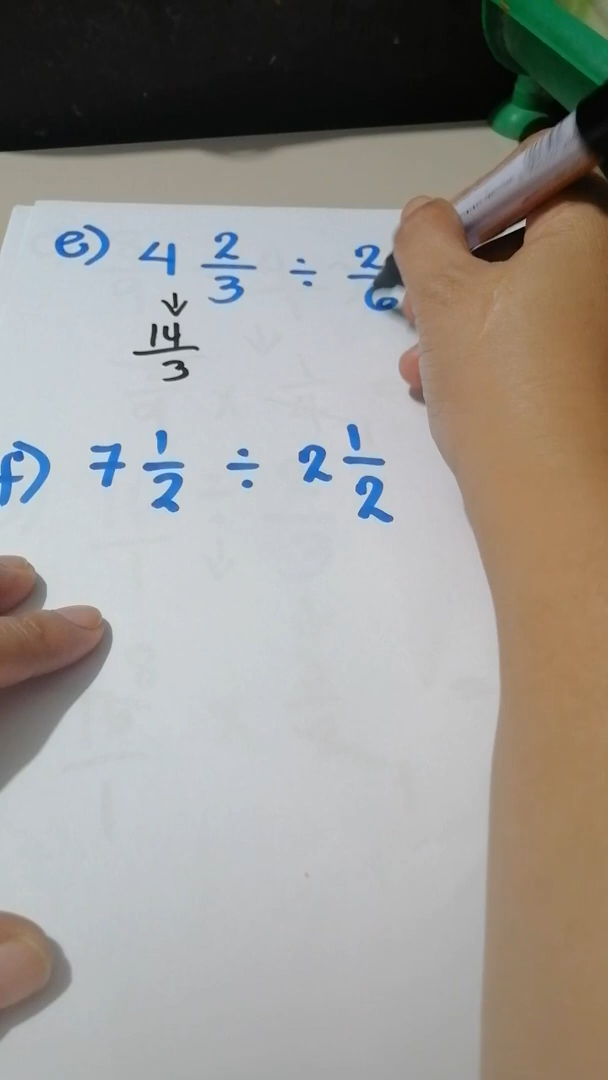 e) 4 2/3 ÷ 2/6
↓
14/3
f) 7 1/2 ÷ 2 1/2